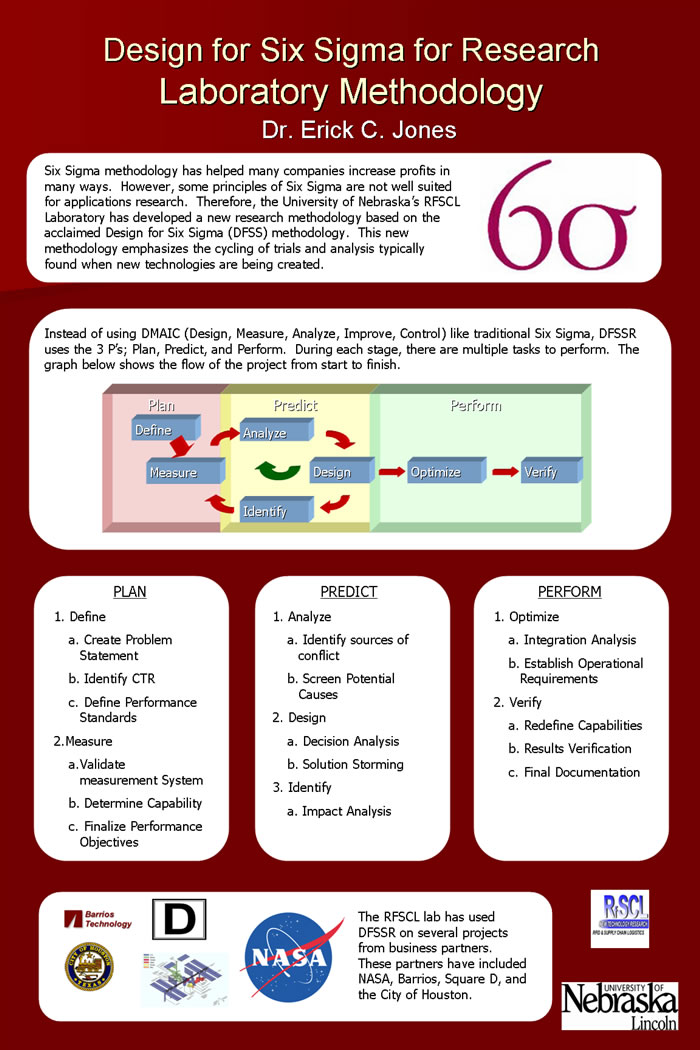 Design for Six Sigma for Research
Laboratory Methodology
Dr. Erick C. Jones
Six Sigma methodology has helped many companies increase profits in
many ways. However, some principles of Six Sigma are not well suited
for applications research. Therefore, the University of Nebraska's RFSCL
Laboratory has developed a new research methodology based on the
acclaimed Design for Six Sigma (DFSS) methodology. This new
methodology emphasizes the cycling of trials and analysis typically
found when new technologies are being created.
6σ
Instead of using DMAIC (Design, Measure, Analyze, Improve, Control) like traditional Six Sigma, DFSSR
uses the 3 P's; Plan, Predict, and Perform. During each stage, there are multiple tasks to perform. The
graph below shows the flow of the project from start to finish.
Plan
Predict
Perform
Define
Analyze
Measure
Design
Optimize
Verify
Identify
PLAN
1. Define
a. Create Problem
Statement
b. Identify CTR
c. Define Performance
Standards
2.Measure
a.Validate
measurement System
b. Determine Capability
c. Finalize Performance
Objectives
PREDICT
1. Analyze
a. Identify sources of
conflict
b. Screen Potential
Causes
2. Design
a. Decision Analysis
b. Solution Storming
3. Identify
a. Impact Analysis
PERFORM
1. Optimize
a. Integration Analysis
b. Establish Operational
Requirements
2. Verify
a. Redefine Capabilities
b. Results Verification
c. Final Documentation
Barrios
Technology
D
CITY OF HOUSTON
TEXAS
NASA
The RFSCL lab has used
DFSSR on several projects
from business partners.
These partners have included
NASA, Barrios, Square D, and
the City of Houston.
RfSCL
TECHNOLOGY RESEARCH
RFID & SUPPLY CHAIN LOGISTICS
UNIVERSITY OF
Nebraska
Lincoln